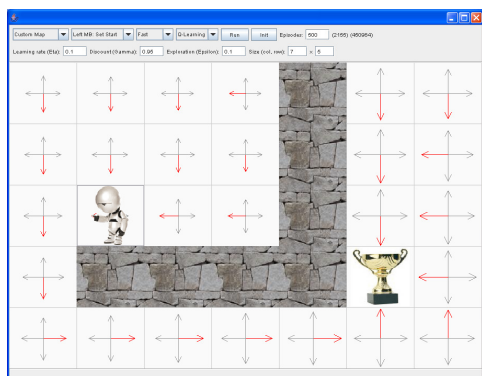 Custom Map Left MB: Set Start Fast Q-Learning Run Init Episodes: 500 (2155) (460984)
Learning rate (Eta): 0.1 Discount (Gamma): 0.95 Exploration (Epsilon): 0.1 Size (col, row): 7 x 5